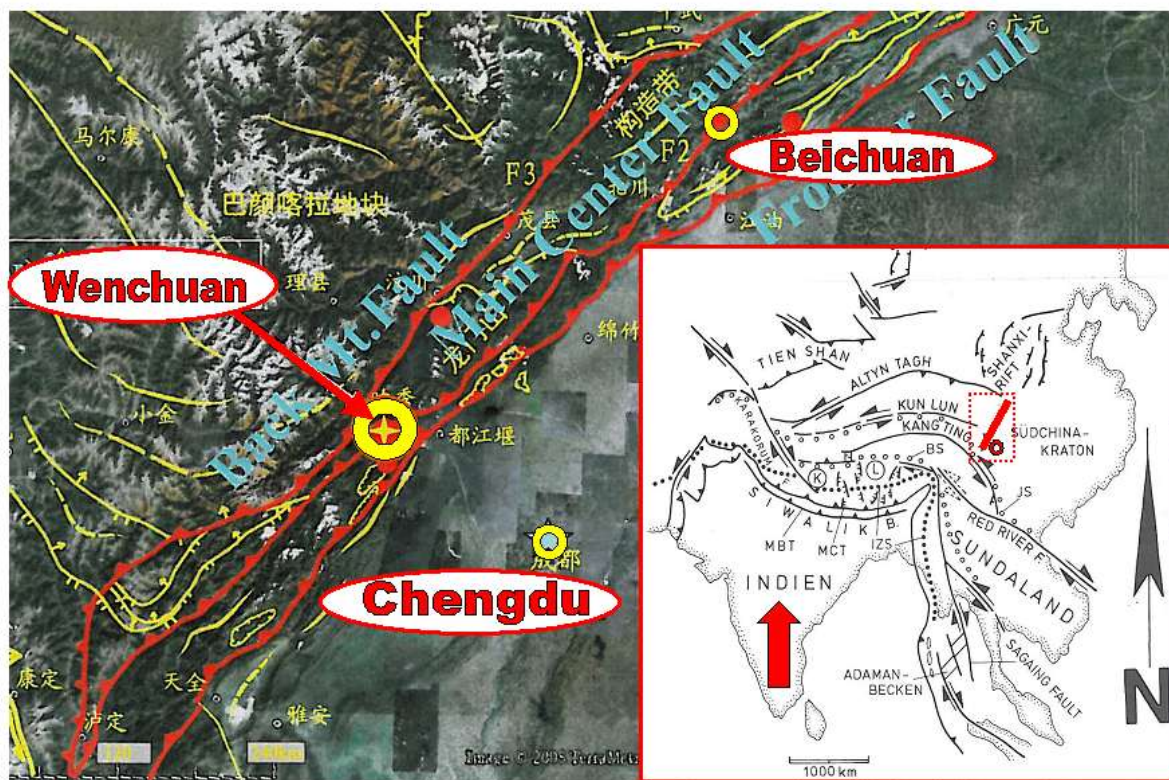 广元
马尔康
构造带
Beichuan
F2
F3
巴颜喀拉地块
茂县
江油
Back Mt.Fault
Main Center Fault
Wenchuan
理县
龙门山
绵竹
小金
都江堰
成都
Chengdu
康定
天全
泸定
雅安
TIEN SHAN
ALTYN TAGH
SHANXI-
RIFT
KUN LUN
KANG TING
SÜDCHINA-
KRATON
KARAKORUM F.
BS
K
L
JS
SIWALIK B.
MBT
MCT
IZS
RED RIVER F.
SUNDALAND
INDIEN
ADAMAN-
BECKEN
SAGAING FAULT
1000 km
N